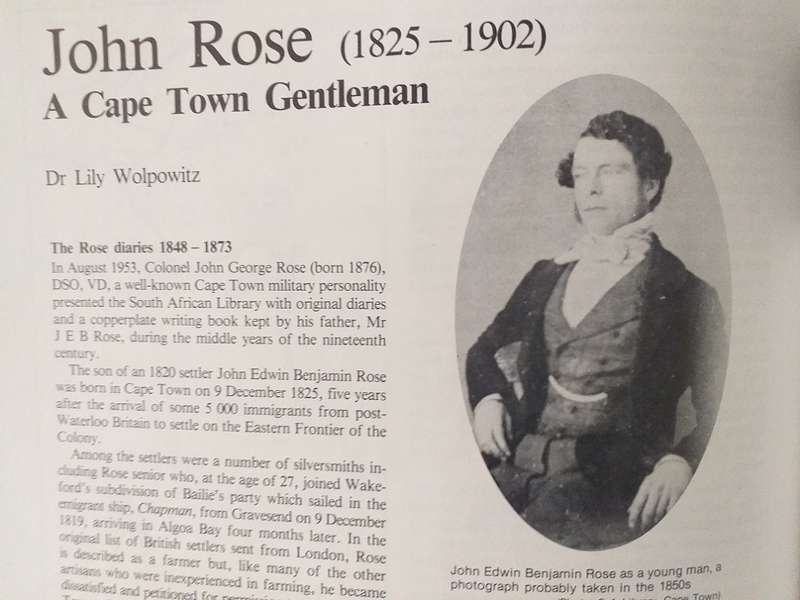 John Rose (1825 – 1902)
A Cape Town Gentleman
Dr Lily Wolpowitz
The Rose diaries 1848 – 1873
In August 1953, Colonel John George Rose (born 1876),
DSO, VD, a well-known Cape Town military personality
presented the South African Library with original diaries
and a copperplate writing book kept by his father, Mr
J E B Rose, during the middle years of the nineteenth
century.
The son of an 1820 settler John Edwin Benjamin Rose
was born in Cape Town on 9 December 1825, five years
after the arrival of some 5 000 immigrants from post-
Waterloo Britain to settle on the Eastern Frontier of the
Colony.
Among the settlers were a number of silversmiths in-
cluding Rose senior who, at the age of 27, joined Wake-
ford's subdivision of Bailie's party which sailed in the
emigrant ship, Chapman, from Gravesend on 9 December
1819, arriving in Algoa Bay four months later. In the
original list of British settlers sent from London, Rose
is described as a farmer but, like many of the other
artisans who were inexperienced in farming, he became
dissatisfied and petitioned for permission
John Edwin Benjamin Rose as a young man, a
photograph probably taken in the 1850s
Cape Town)